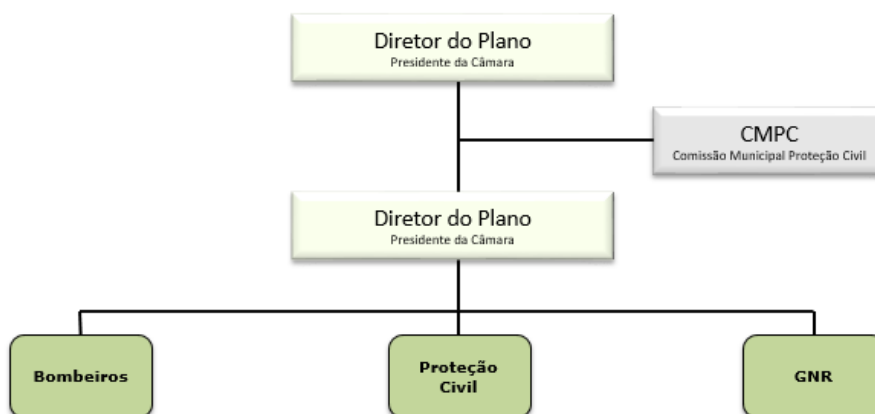 Diretor do Plano
Presidente da Câmara
CMPC
Comissão Municipal Proteção Civil
Diretor do Plano
Presidente da Câmara
Bombeiros
Proteção
Civil
GNR